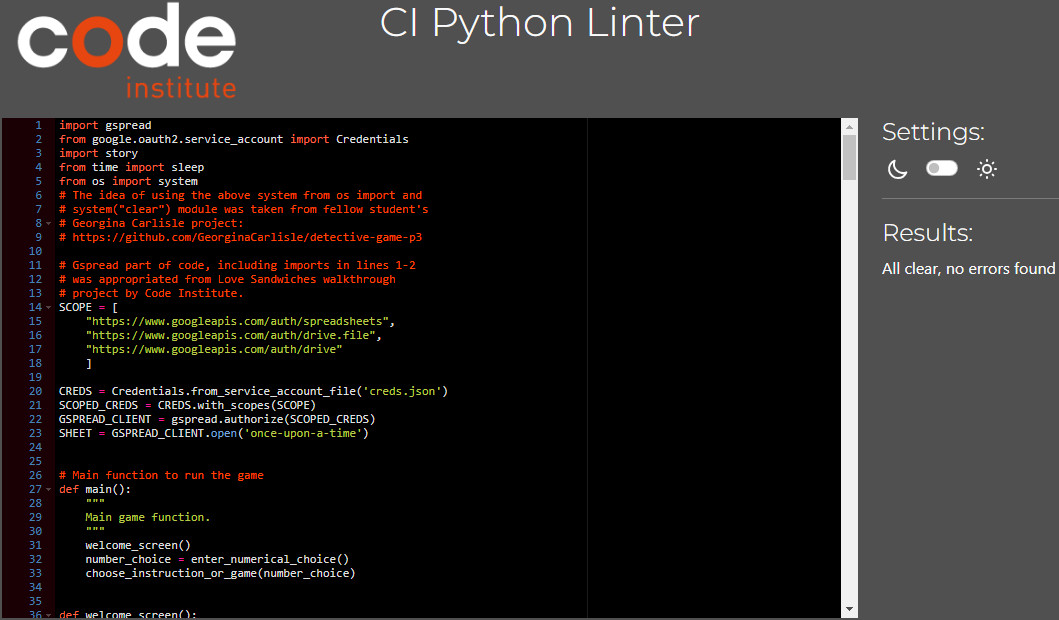 code
institute
CI Python Linter
1 import gspread
2 from google.oauth2.service_account import Credentials
3 import story
4 from time import sleep
5 from os import system
6 # The idea of using the above system from os import and
7 # system("clear") module was taken from fellow student's
8 # Georgina Carlisle project:
9 # https://github.com/GeorginaCarlisle/detective-game-p3
10
11 # Gspread part of code, including imports in lines 1-2
12 # was appropriated from Love Sandwiches walkthrough
13 # project by Code Institute.
14 SCOPE = [
15     "https://www.googleapis.com/auth/spreadsheets",
16     "https://www.googleapis.com/auth/drive.file",
17     "https://www.googleapis.com/auth/drive"
18     ]
19
20 CREDS = Credentials.from_service_account_file('creds.json')
21 SCOPED_CREDS = CREDS.with_scopes(SCOPE)
22 GSPREAD_CLIENT = gspread.authorize(SCOPED_CREDS)
23 SHEET = GSPREAD_CLIENT.open('once-upon-a-time')
24
25
26 # Main function to run the game
27 def main():
28     """
29     Main game function.
30     """
31     welcome_screen()
32     number_choice = enter_numerical_choice()
33     choose_instruction_or_game(number_choice)
34
35
36 def welcome_screen():
Settings:
Results:
All clear, no errors found